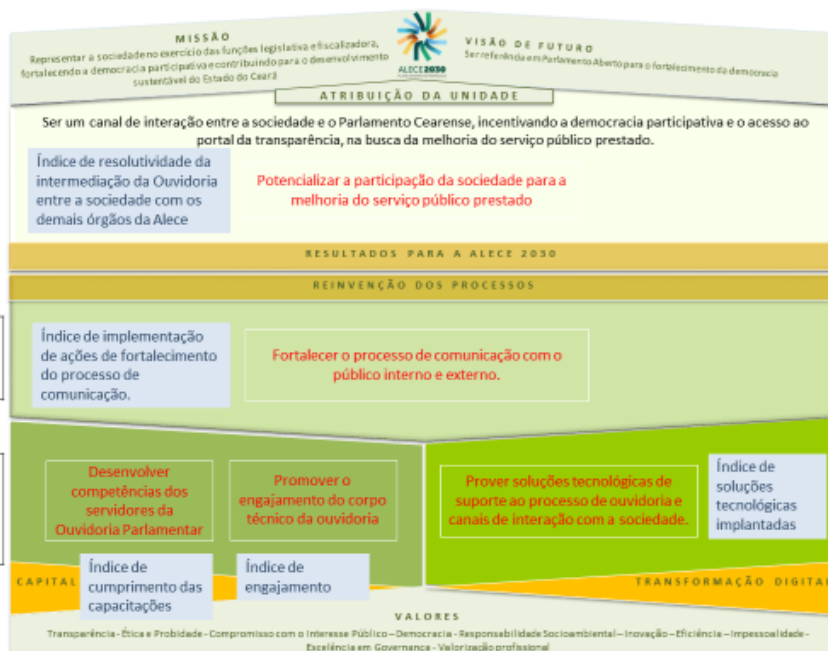 MISSÃO
Representar a sociedade no exercício das funções legislativa e fiscalizadora,
fortalecendo a democracia participativa e contribuindo para o desenvolvimento
sustentável do Estado do Ceará
ALECE2030
VISÃO DE FUTURO
Ser referência em Parlamento Aberto para o fortalecimento da democracia
ATRIBUIÇÃO DA UNIDADE
Ser um canal de interação entre a sociedade e o Parlamento Cearense, incentivando a democracia participativa e o acesso ao
portal da transparência, na busca da melhoria do serviço público prestado.
Índice de resolutividade da
intermediação da Ouvidoria
entre a sociedade com os
demais órgãos da Alece
Potencializar a participação da sociedade para a
melhoria do serviço público prestado
RESULTADOS PARA A ALECE 2030
REINVENÇÃO DOS PROCESSOS
Índice de implementação
de ações de fortalecimento
do processo de
comunicação.
Fortalecer o processo de comunicação com o
público interno e externo.
Desenvolver
competências dos
servidores da
Ouvidoria Parlamentar
Promover o
engajamento do corpo
técnico da ouvidoria
Prover soluções tecnológicas de
suporte ao processo de ouvidoria e
canais de interação com a sociedade.
Índice de
soluções
tecnológicas
implantadas
CAPITAL
Índice de
cumprimento das
capacitações
Índice de
engajamento
TRANSFORMAÇÃO DIGITAL
VALORES
Transparência - Ética e Probidade - Compromisso com o Interesse Público – Democracia - Responsabilidade Socioambiental – Inovação – Eficiência – Impessoalidade -
Excelência em Governança - Valorização profissional